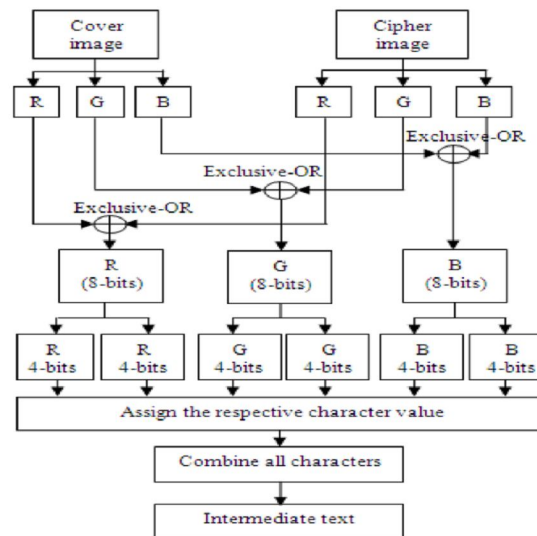 Cover
image
Cipher
image
R
G
B
R
G
B
Exclusive-OR
Exclusive-OR
Exclusive-OR
R
(8-bits)
G
(8-bits)
B
(8-bits)
R
4-bits
R
4-bits
G
4-bits
G
4-bits
B
4-bits
B
4-bits
Assign the respective character value
Combine all characters
Intermediate text